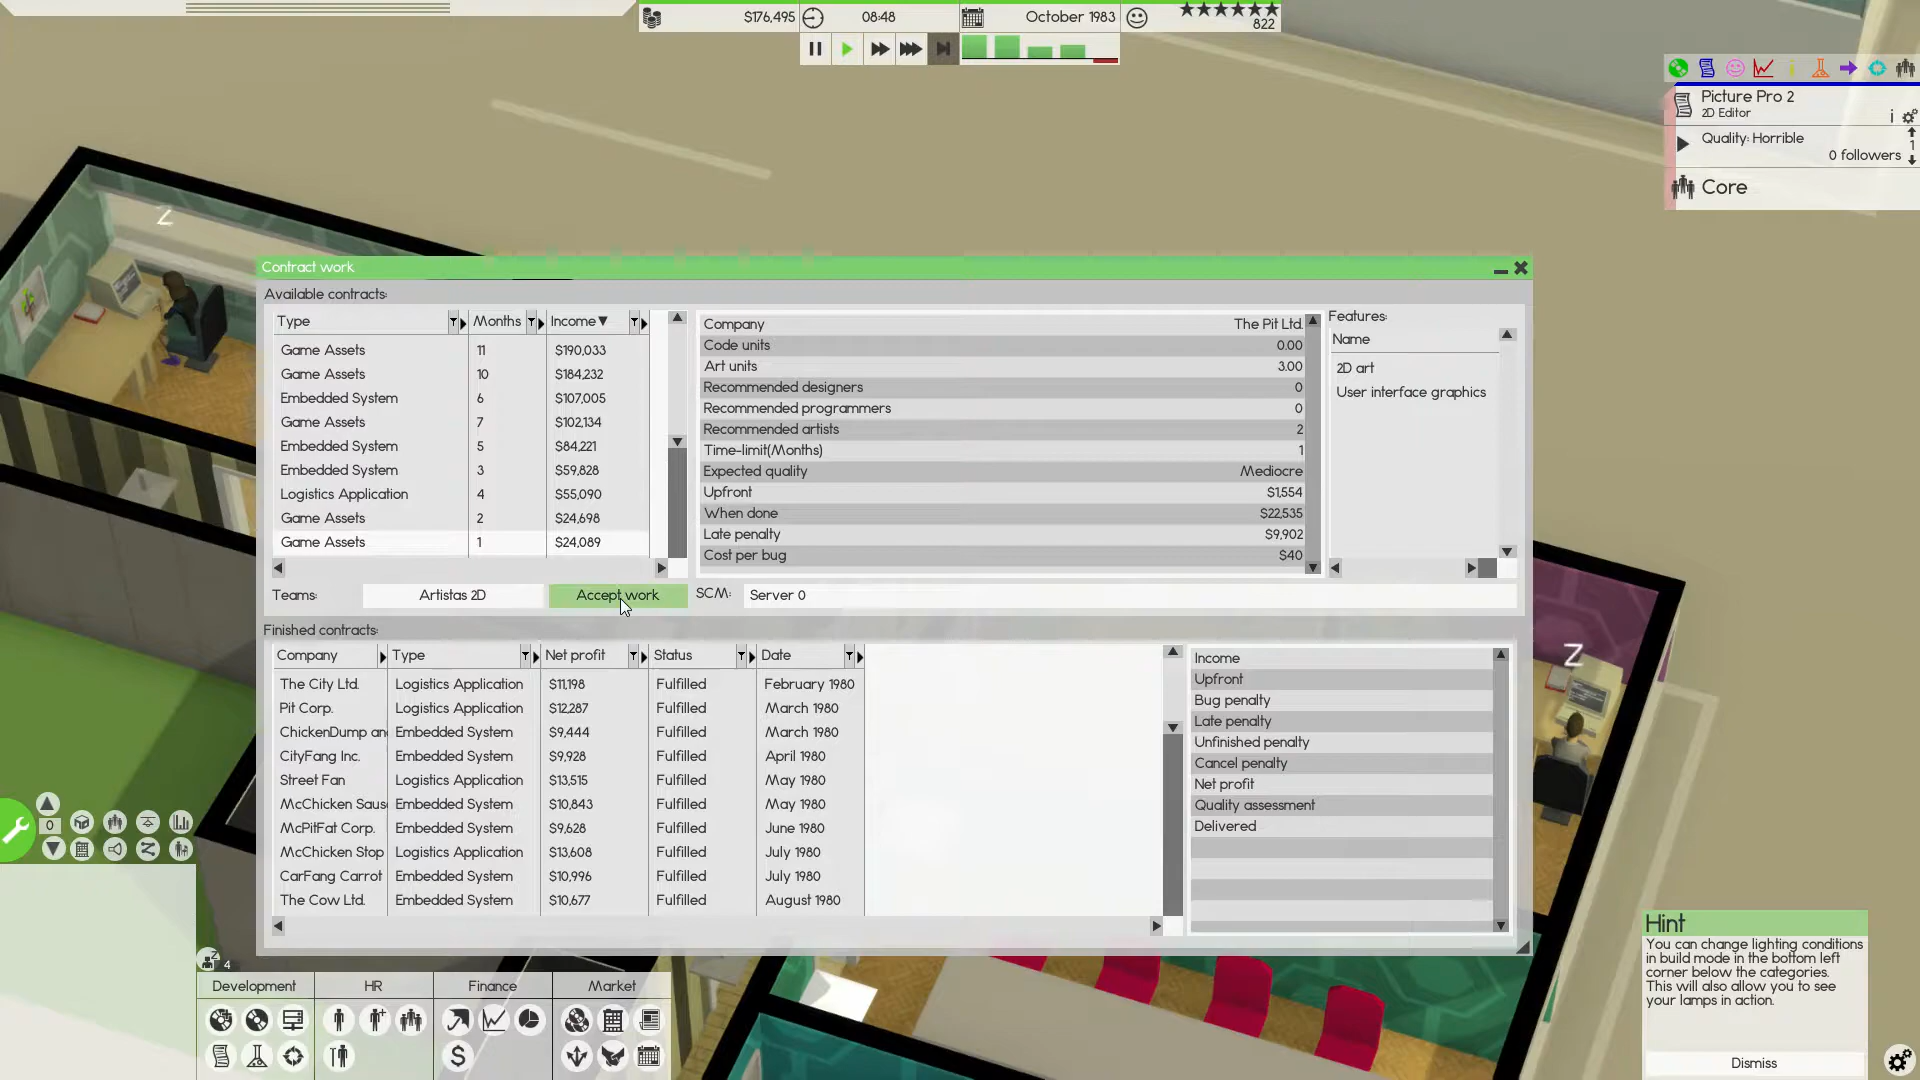 $176,495
08:48
October 1983
822
Picture Pro 2
2D Editor
i
Quality: Horrible
1
0 followers
Core
Z
Contract work
Available contracts:
Type Months Income
Game Assets 11 $190,033
Game Assets 10 $184,232
Embedded System 6 $107,005
Game Assets 7 $102,134
Embedded System 5 $84,221
Embedded System 3 $59,828
Logistics Application 4 $55,090
Game Assets 2 $24,698
Game Assets 1 $24,089
Company The Pit Ltd.
Code units 0.00
Art units 3.00
Recommended designers 0
Recommended programmers 0
Recommended artists 2
Time-limit(Months) 1
Expected quality Mediocre
Upfront $1,554
When done $22,535
Late penalty $9,902
Cost per bug $40
Features:
Name
2D art
User interface graphics
Teams: Artistas 2D Accept work SCM: Server 0
Finished contracts:
Company Type Net profit Status Date
The City Ltd. Logistics Application $11,198 Fulfilled February 1980
Pit Corp. Logistics Application $12,287 Fulfilled March 1980
ChickenDump an Embedded System $9,444 Fulfilled March 1980
CityFang Inc. Embedded System $9,928 Fulfilled April 1980
Street Fan Logistics Application $13,515 Fulfilled May 1980
McChicken Saus Embedded System $10,843 Fulfilled May 1980
McPitFat Corp. Embedded System $9,628 Fulfilled June 1980
McChicken Stop Logistics Application $13,608 Fulfilled July 1980
CarFang Carrot Embedded System $10,996 Fulfilled July 1980
The Cow Ltd. Embedded System $10,677 Fulfilled August 1980
Income
Upfront
Bug penalty
Late penalty
Unfinished penalty
Cancel penalty
Net profit
Quality assessment
Delivered
Z
0
4
Development HR Finance Market
Hint
You can change lighting conditions
in build mode in the bottom left
corner below the categories.
This will also allow you to see
your lamps in action.
Dismiss